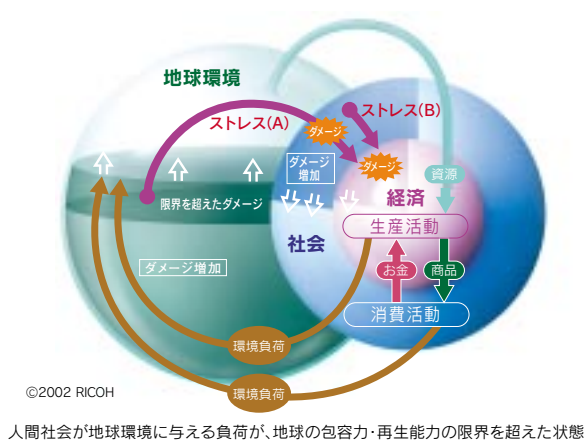 地球環境
ストレス(A)
ストレス(B)
ダメージ
ダメージ
ダメージ
増加
経済
資源
限界を超えたダメージ
生産活動
社会
ダメージ増加
お金
商品
消費活動
環境負荷
環境負荷
©2002 RICOH
人間社会が地球環境に与える負荷が、地球の包容力・再生能力の限界を超えた状態